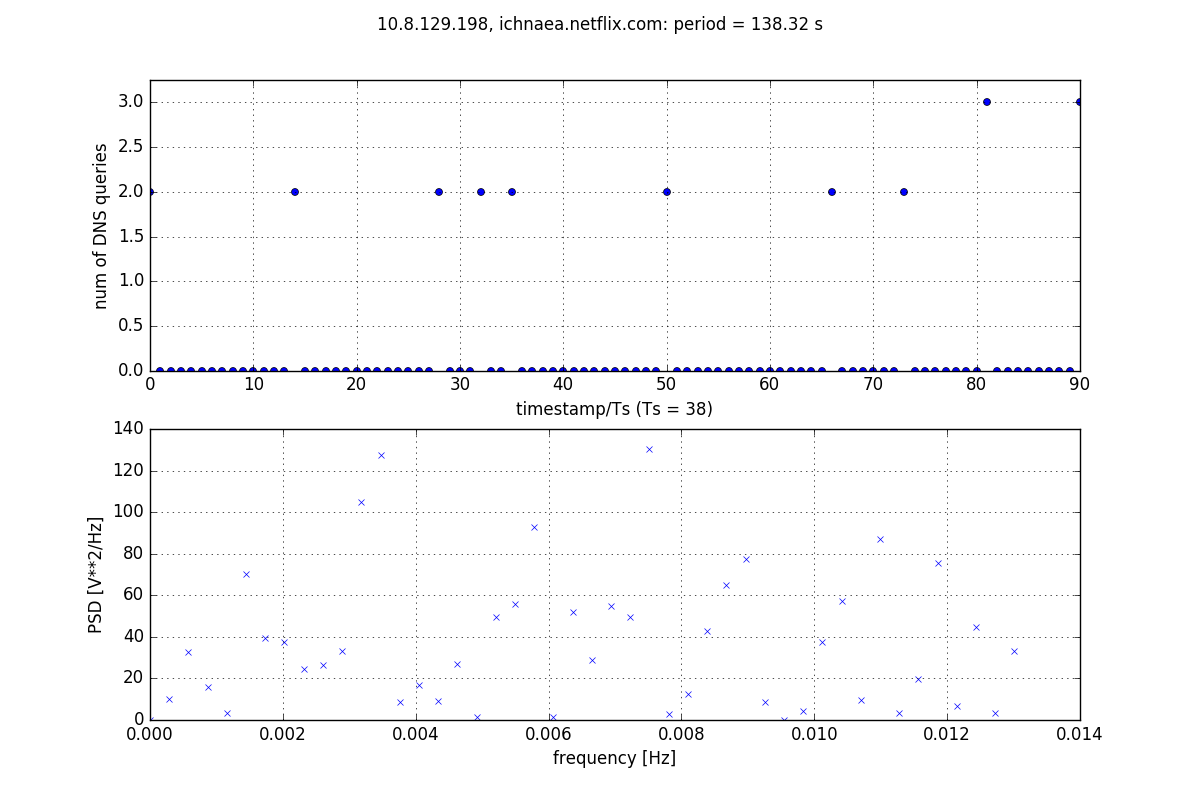 10.8.129.198, ichnaea.netflix.com: period = 138.32 s
3.0
2.5
2.0
1.5
1.0
0.5
0.0
num of DNS queries
0 10 20 30 40 50 60 70 80 90
timestamp/Ts (Ts = 38)
140
120
100
80
60
40
20
0
PSD [V**2/Hz]
0.000 0.002 0.004 0.006 0.008 0.010 0.012 0.014
frequency [Hz]